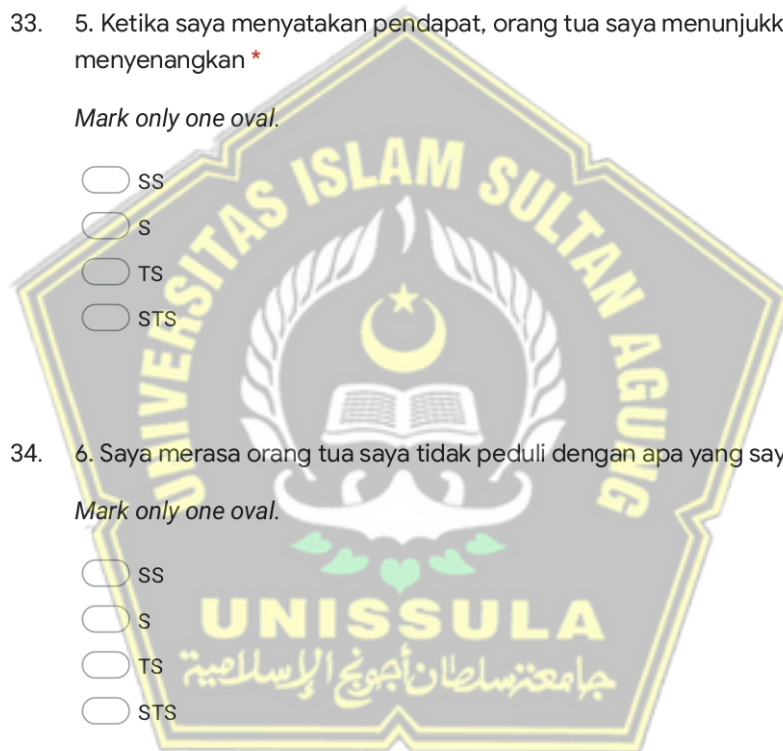 33. 5. Ketika saya menyatakan pendapat, orang tua saya menunjukk
menyenangkan *
Mark only one oval.
SS
S
TS
STS
34. 6. Saya merasa orang tua saya tidak peduli dengan apa yang say
Mark only one oval.
SS
S
TS
STS
UNIVERSITAS ISLAM SULTAN AGUNG
UNISSULA
جامعة سلطان أجونج الإسلامية